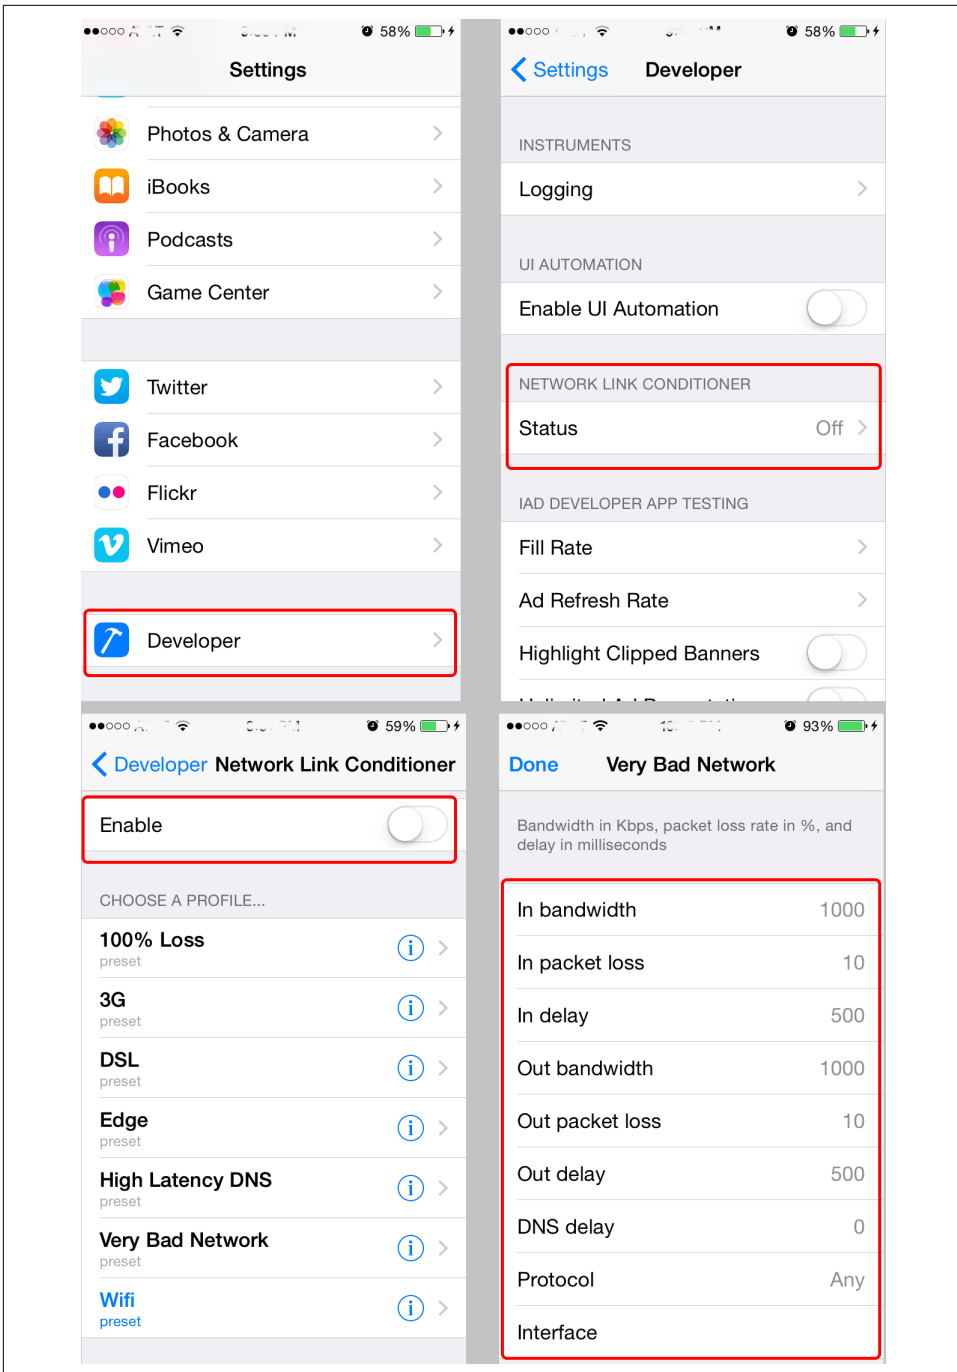 58%
Settings
Photos & Camera
iBooks
Podcasts
Game Center
Twitter
Facebook
Flickr
Vimeo
Developer
58%
Settings
Developer
INSTRUMENTS
Logging
UI AUTOMATION
Enable UI Automation
NETWORK LINK CONDITIONER
Status Off
IAD DEVELOPER APP TESTING
Fill Rate
Ad Refresh Rate
Highlight Clipped Banners
59%
Developer Network Link Conditioner
Enable
CHOOSE A PROFILE...
100% Loss
preset
3G
preset
DSL
preset
Edge
preset
High Latency DNS
preset
Very Bad Network
preset
Wifi
preset
93%
Done Very Bad Network
Bandwidth in Kbps, packet loss rate in %, and
delay in milliseconds
In bandwidth 1000
In packet loss 10
In delay 500
Out bandwidth 1000
Out packet loss 10
Out delay 500
DNS delay 0
Protocol Any
Interface